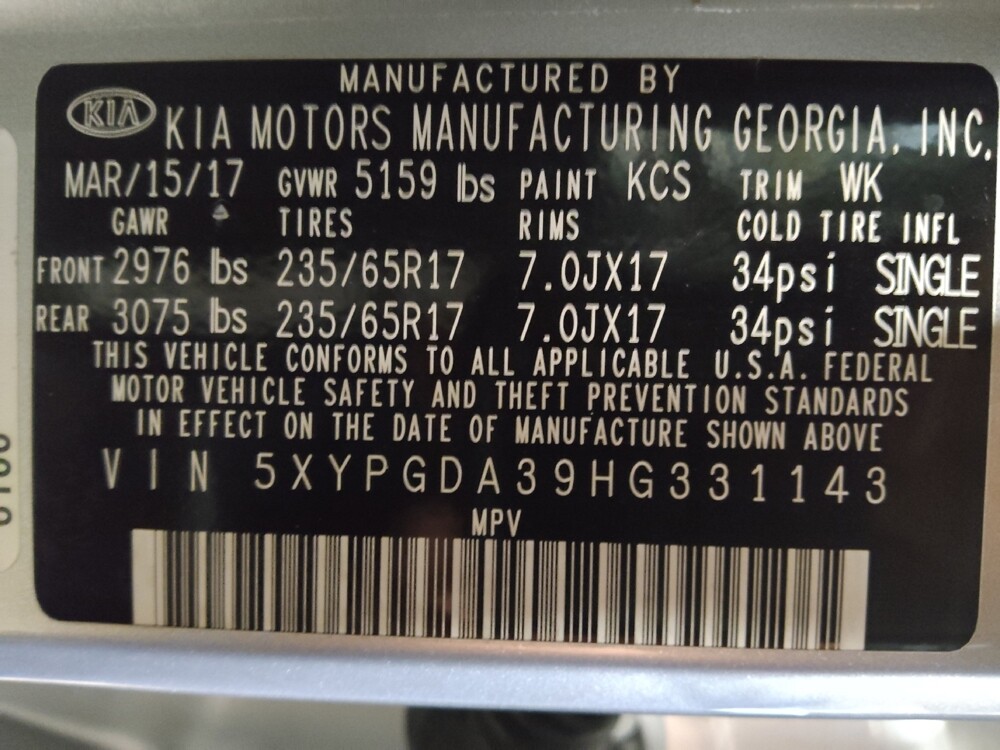 MANUFACTURED BY
KIA KIA MOTORS MANUFACTURING GEORGIA, INC.
MAR/15/17 GVWR 5159 lbs PAINT KCS TRIM WK
GAWR TIRES RIMS COLD TIRE INFL
FRONT 2976 lbs 235/65R17 7.0JX17 34psi SINGLE
REAR 3075 lbs 235/65R17 7.0JX17 34psi SINGLE
THIS VEHICLE CONFORMS TO ALL APPLICABLE U.S.A. FEDERAL
MOTOR VEHICLE SAFETY AND THEFT PREVENTION STANDARDS
IN EFFECT ON THE DATE OF MANUFACTURE SHOWN ABOVE
VIN 5XYPGDA39HG331143
MPV